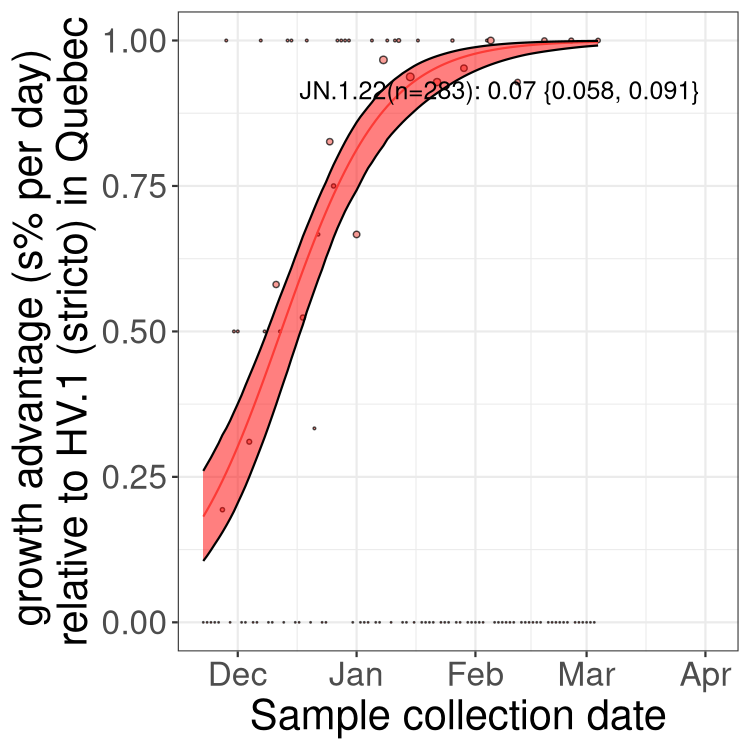 growth advantage (s% per day)
relative to HV.1 (stricto) in Quebec
1.00
0.75
0.50
0.25
0.00
JN.1.22(n=283): 0.07 {0.058, 0.091}
Dec Jan Feb Mar Apr
Sample collection date